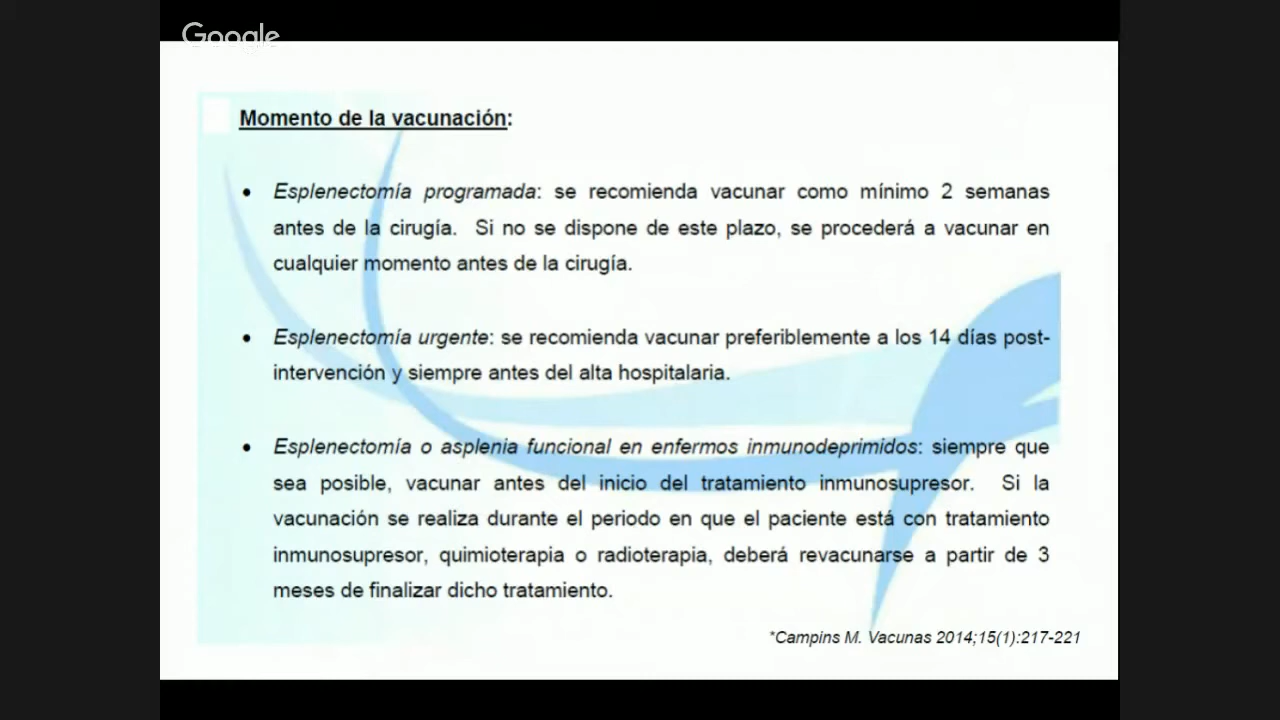 Google
Momento de la vacunación:
• Esplenectomía programada: se recomienda vacunar como mínimo 2 semanas
antes de la cirugía. Si no se dispone de este plazo, se procederá a vacunar en
cualquier momento antes de la cirugía.
• Esplenectomía urgente: se recomienda vacunar preferiblemente a los 14 días post-
intervención y siempre antes del alta hospitalaria.
• Esplenectomía o asplenia funcional en enfermos inmunodeprimidos: siempre que
sea posible, vacunar antes del inicio del tratamiento inmunosupresor. Si la
vacunación se realiza durante el periodo en que el paciente está con tratamiento
inmunosupresor, quimioterapia o radioterapia, deberá revacunarse a partir de 3
meses de finalizar dicho tratamiento.
*Campins M. Vacunas 2014;15(1):217-221